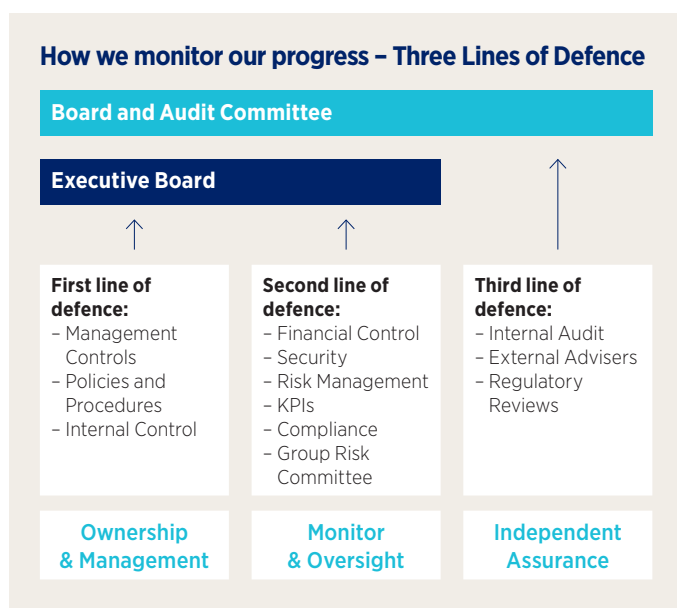 How we monitor our progress – Three Lines of Defence
Board and Audit Committee
Executive Board
First line of
defence:
– Management
Controls
– Policies and
Procedures
– Internal Control
Second line of
defence:
– Financial Control
– Security
– Risk Management
– KPIs
– Compliance
– Group Risk
Committee
Third line of
defence:
– Internal Audit
– External Advisers
– Regulatory
Reviews
Ownership
& Management
Monitor
& Oversight
Independent
Assurance